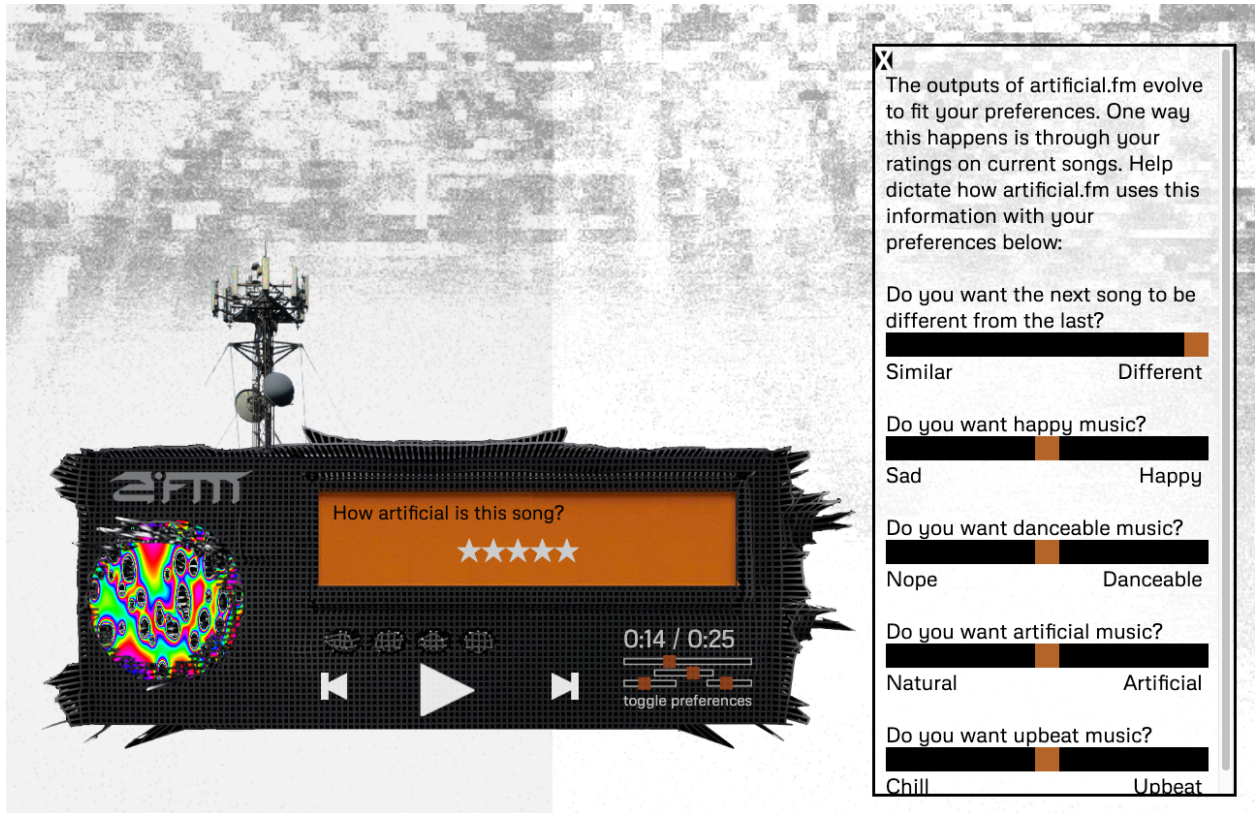 X
The outputs of artificial.fm evolve
to fit your preferences. One way
this happens is through your
ratings on current songs. Help
dictate how artificial.fm uses this
information with your
preferences below:
Do you want the next song to be
different from the last?
Similar Different
Do you want happy music?
Sad Happy
Do you want danceable music?
Nope Danceable
Do you want artificial music?
Natural Artificial
Do you want upbeat music?
Chill Upbeat
How artificial is this song?
0:14 / 0:25
toggle preferences